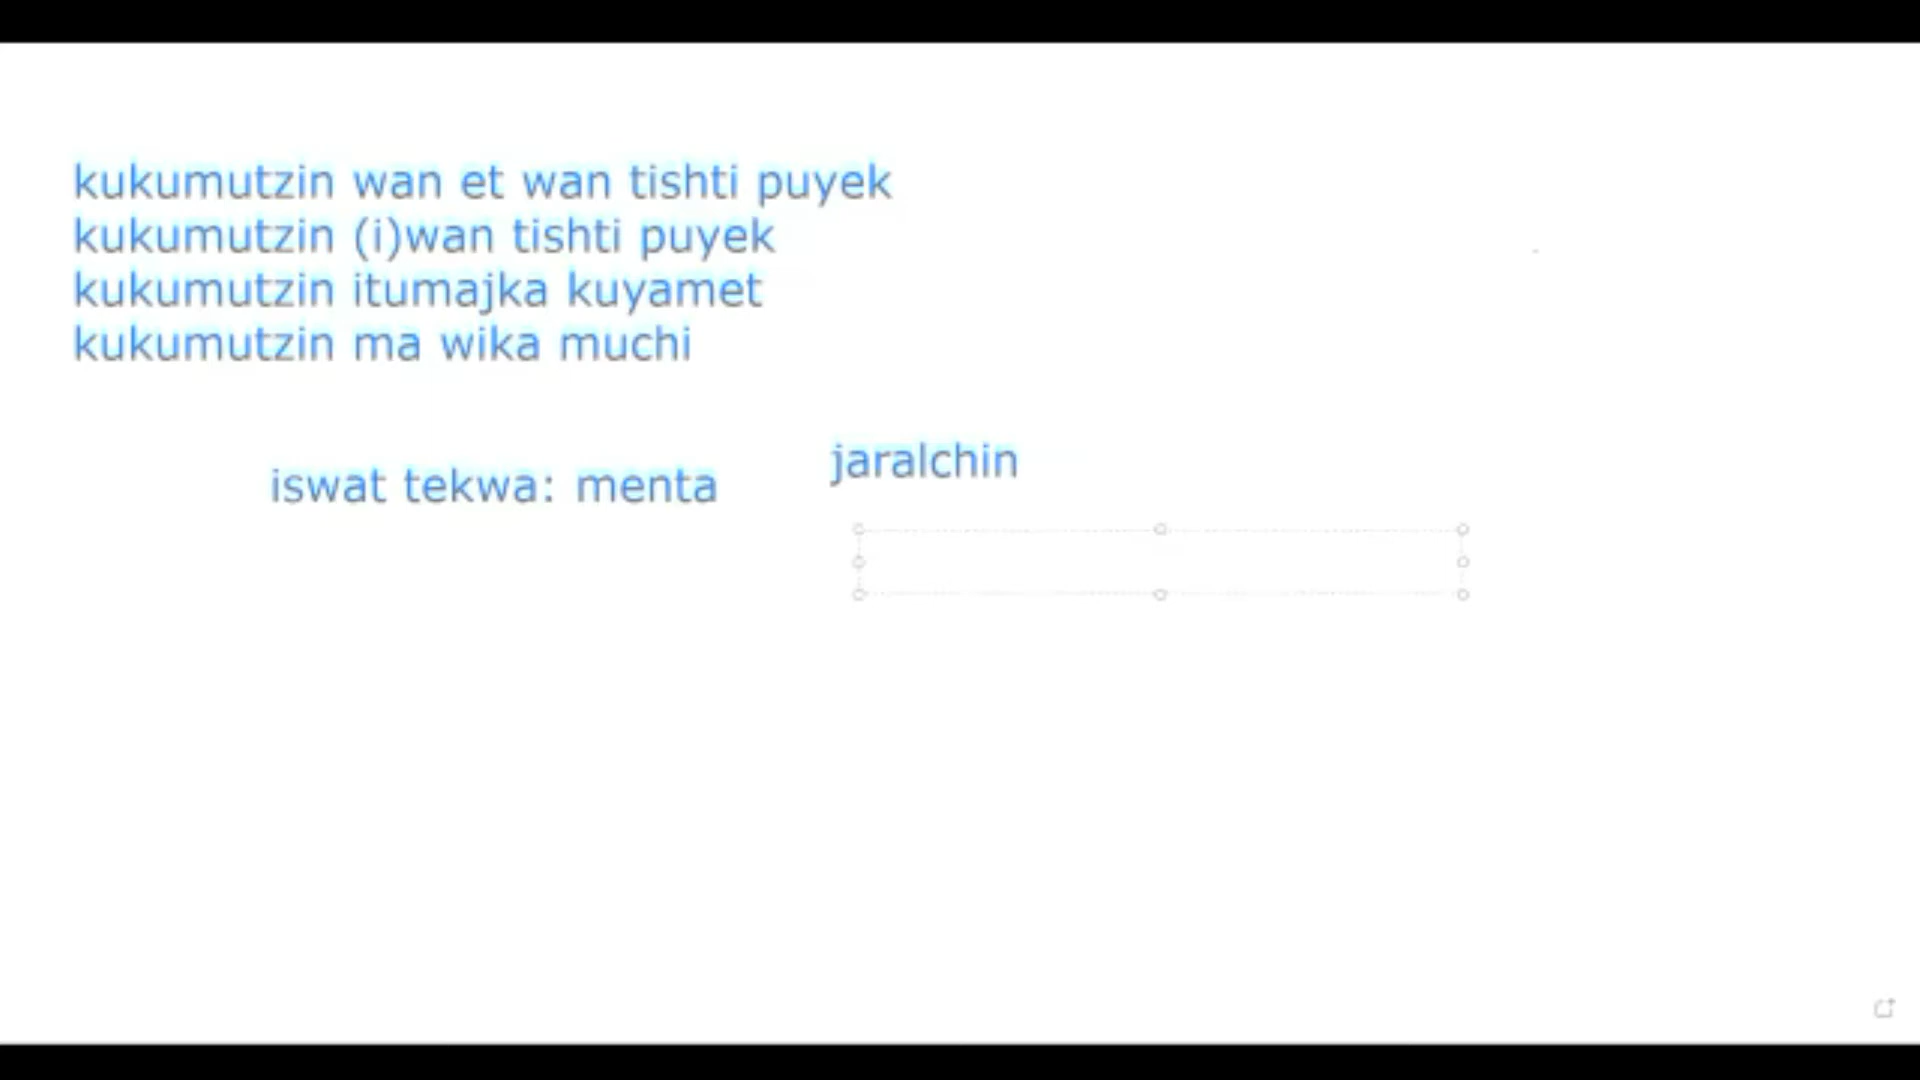 kukumutzin wan et wan tishti puyek
kukumutzin (i)wan tishti puyek
kukumutzin itumajka kuyamet
kukumutzin ma wika muchi
iswat tekwa: menta
jaralchin